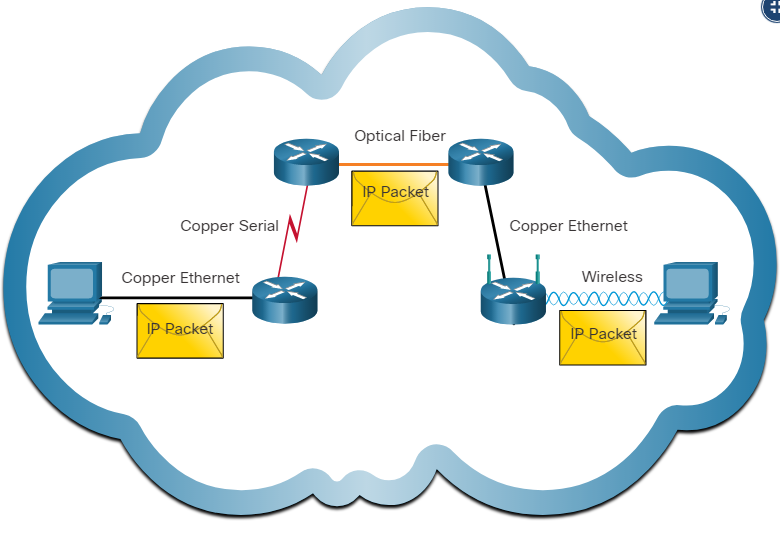 Optical Fiber
IP Packet
Copper Serial
Copper Ethernet
Copper Ethernet
IP Packet
Wireless
IP Packet